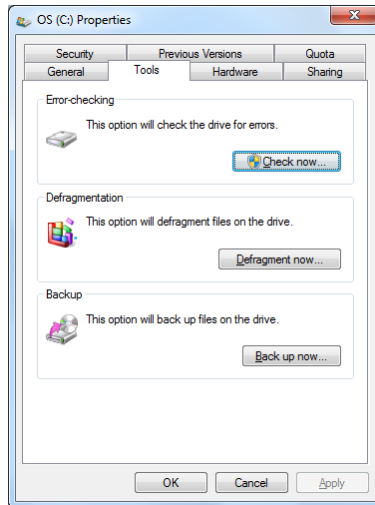 OS (C:) Properties
Security Previous Versions Quota
General Tools Hardware Sharing
Error-checking
This option will check the drive for errors.
Check now...
Defragmentation
This option will defragment files on the drive.
Defragment now...
Backup
This option will back up files on the drive.
Back up now...
OK Cancel Apply